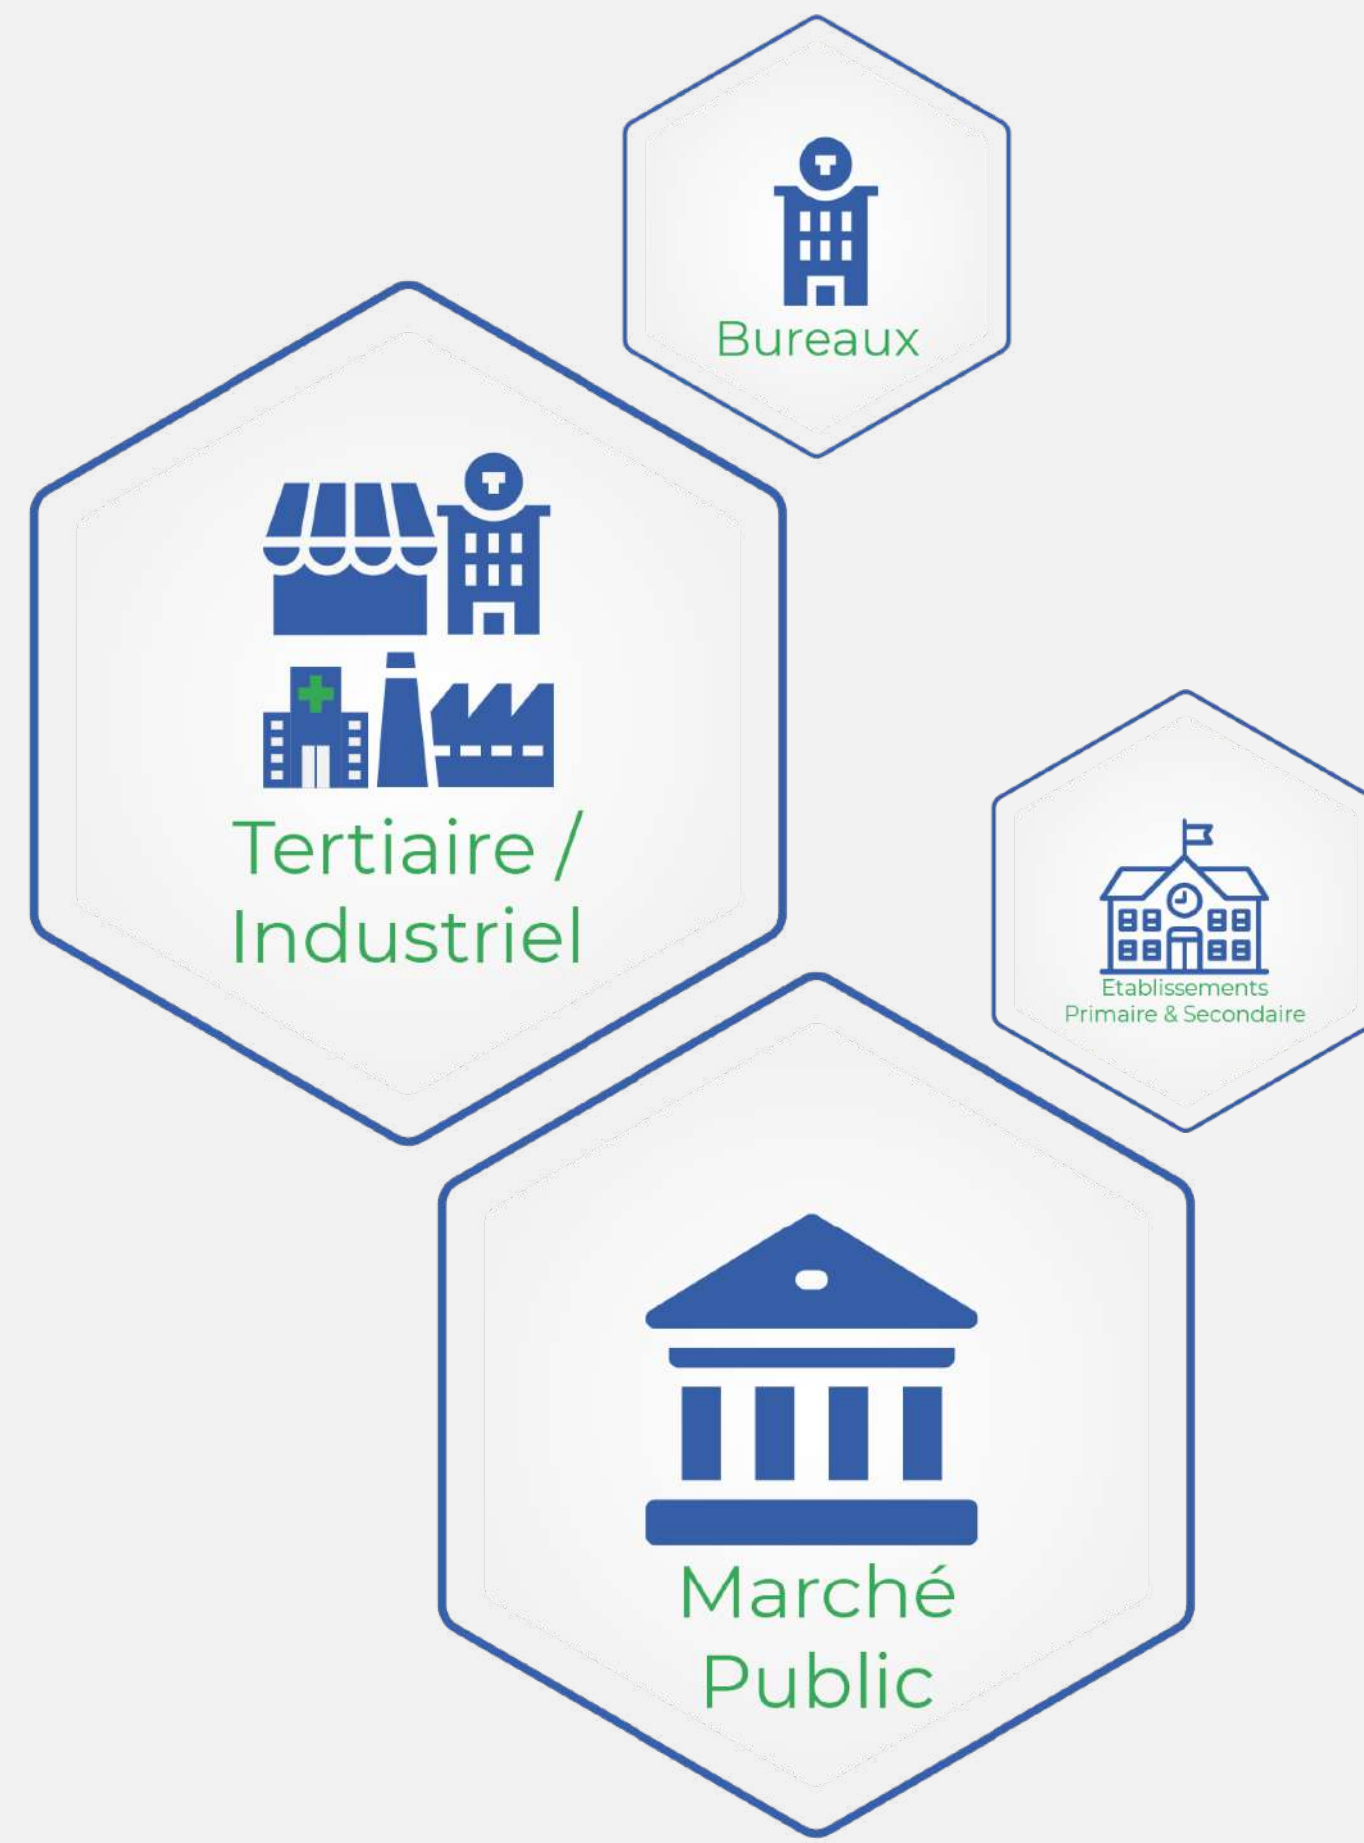 T
Bureaux
T
Tertiaire /
Industriel
Etablissements
Primaire & Secondaire
Marché
Public